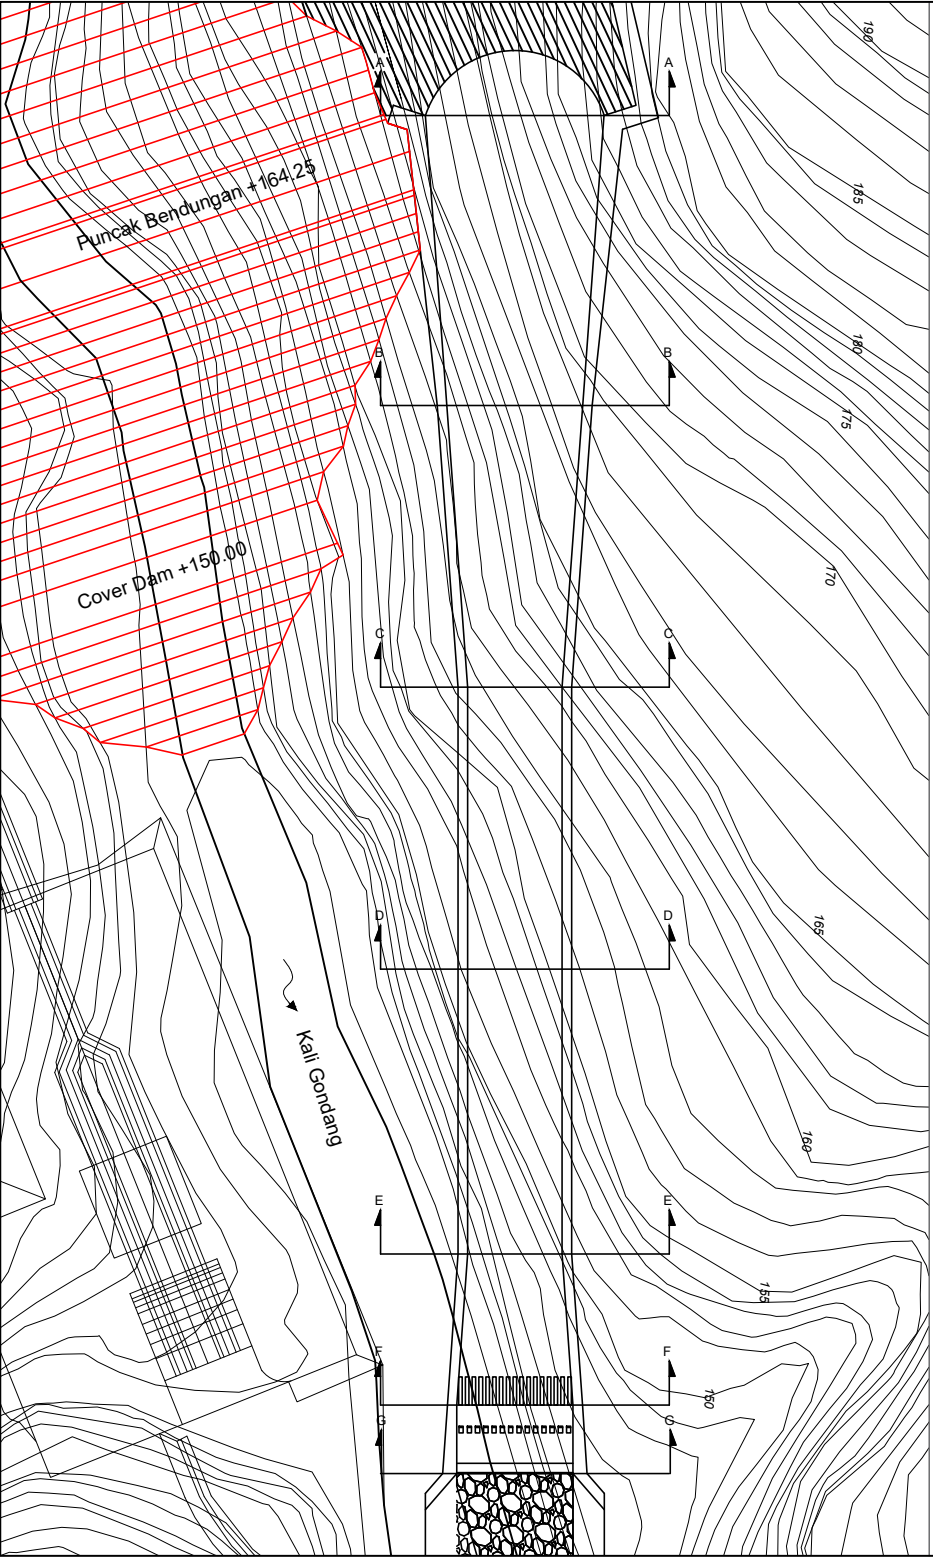 190
A A
185
Puncak Bendungan +164.25
180
B B
175
Cover Dam +150.00
170
C C
165
D D
Kali Gondang
160
E E
155
F F
150
G G